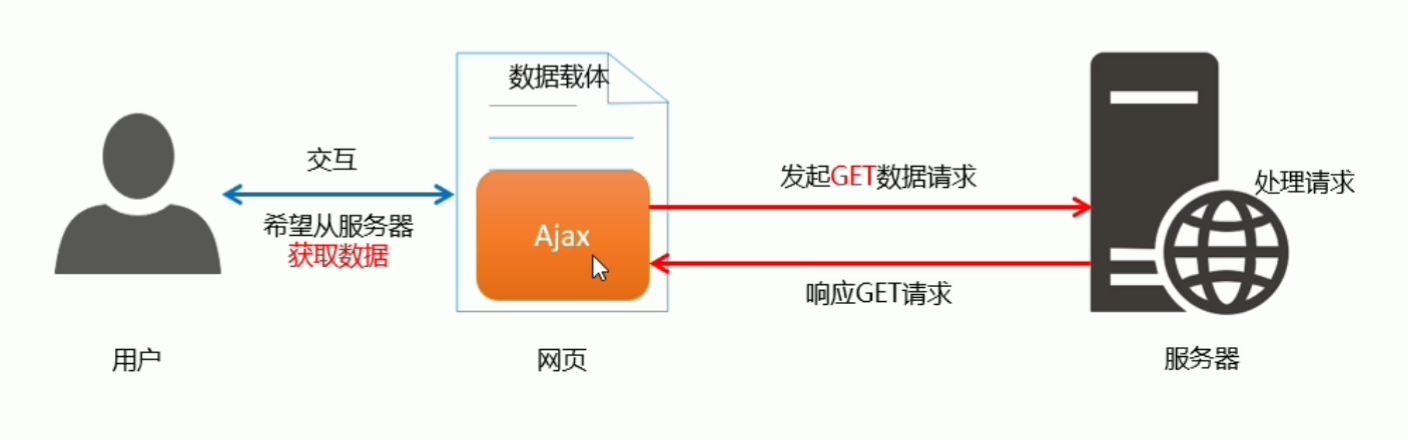 数据载体
交互
希望从服务器
获取数据
Ajax
发起GET数据请求
响应GET请求
处理请求
用户
网页
服务器